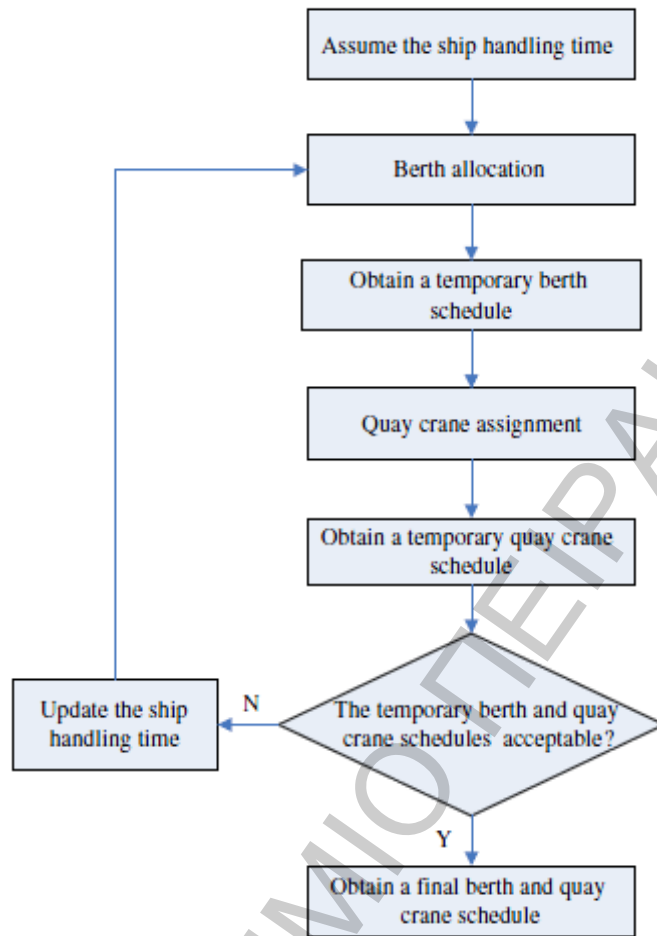 Assume the ship handling time
Berth allocation
Obtain a temporary berth
schedule
Quay crane assignment
Obtain a temporary quay crane
schedule
The temporary berth and quay
crane schedules acceptable?
N
Update the ship
handling time
Y
Obtain a final berth and quay
crane schedule
ΜΙΟ ΠΕΙΡΑ